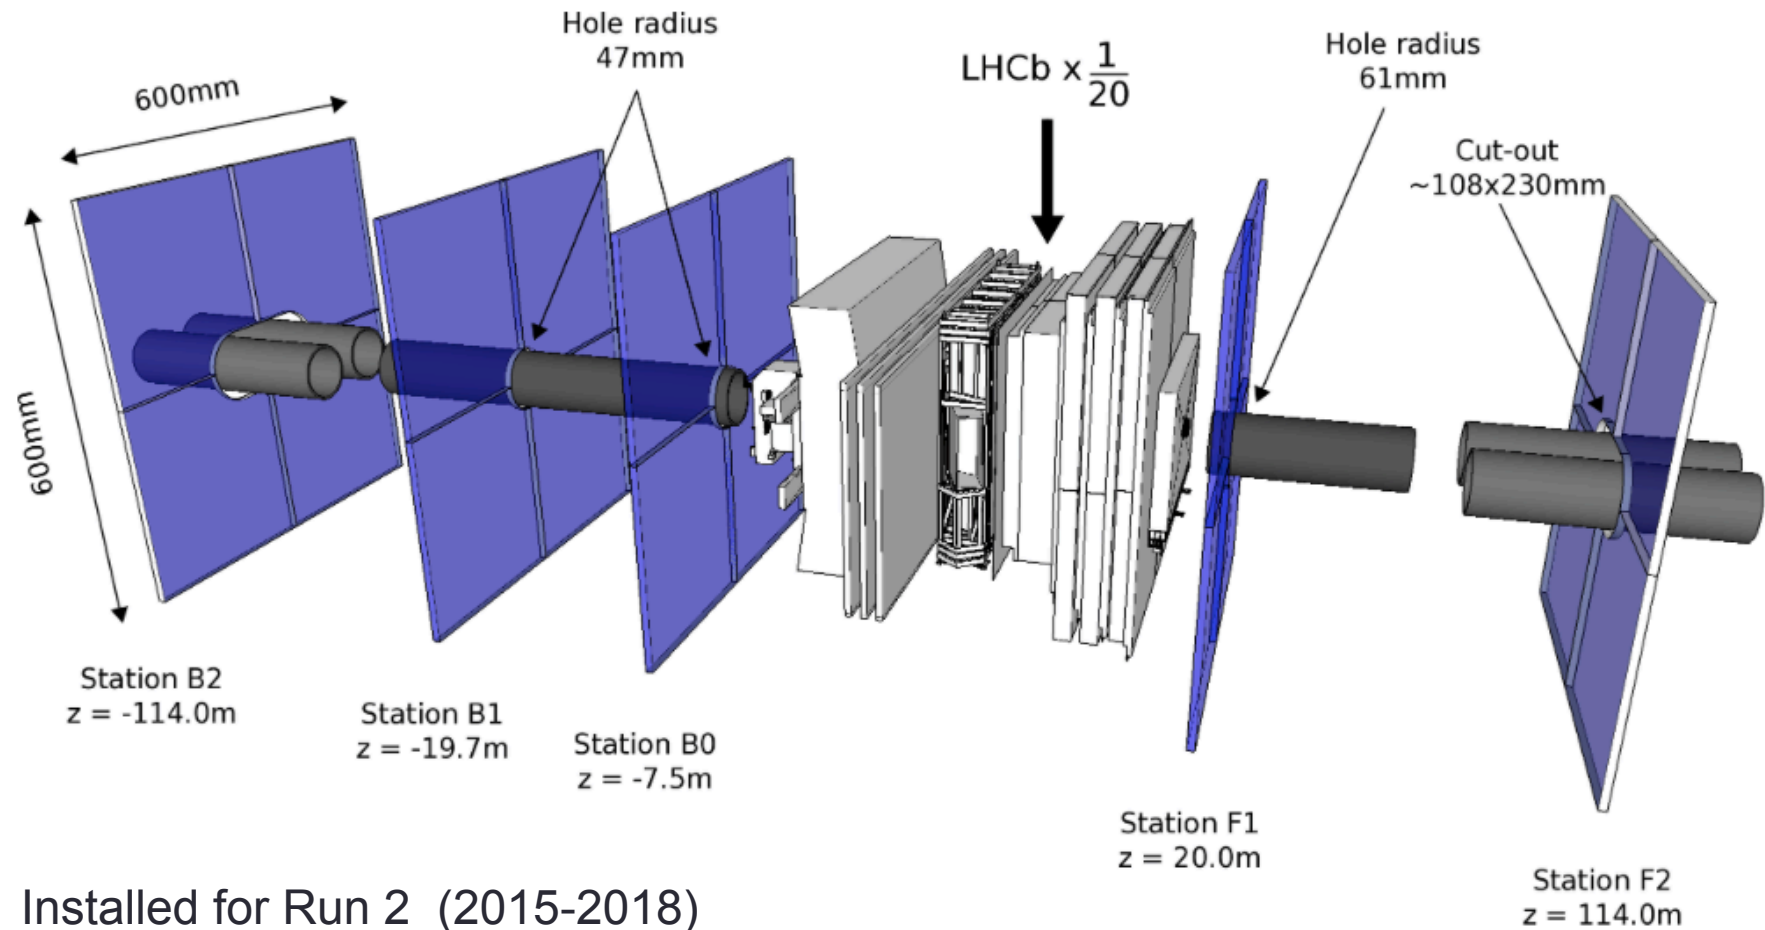 Hole radius
47mm
LHCb x 1/20
Hole radius
61mm
600mm
Cut-out
~108x230mm
600mm
Station B2
z = -114.0m
Station B1
z = -19.7m
Station B0
z = -7.5m
Station F1
z = 20.0m
Station F2
z = 114.0m
Installed for Run 2 (2015-2018)